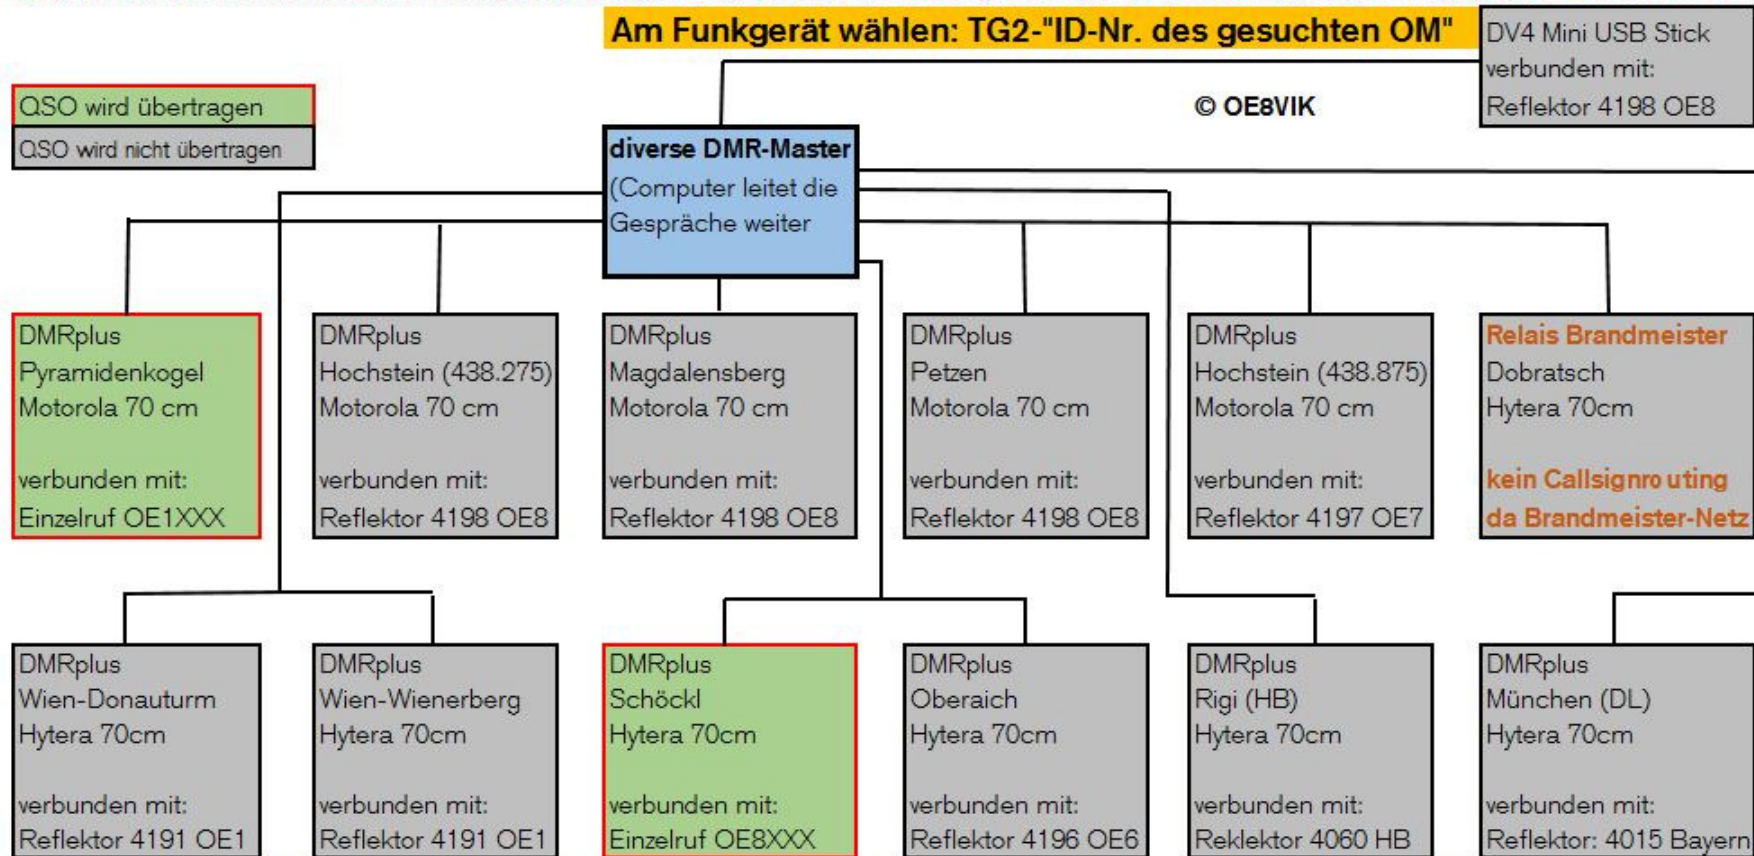 Am Funkgerät wählen: TG2-"ID-Nr. des gesuchten OM"
DV4 Mini USB Stick
verbunden mit:
Reflektor 4198 OE8
QSO wird übertragen
QSO wird nicht übertragen
© OE8VIK
diverse DMR-Master
(Computer leitet die
Gespräche weiter
DMRplus
Pyramidenkogel
Motorola 70 cm
verbunden mit:
Einzelruf OE1XXX
DMRplus
Hochstein (438.275)
Motorola 70 cm
verbunden mit:
Reflektor 4198 OE8
DMRplus
Magdalensberg
Motorola 70 cm
verbunden mit:
Reflektor 4198 OE8
DMRplus
Petzen
Motorola 70 cm
verbunden mit:
Reflektor 4198 OE8
DMRplus
Hochstein (438.875)
Motorola 70 cm
verbunden mit:
Reflektor 4197 OE7
Relais Brandmeister
Dobratsch
Hytera 70cm
kein Callsignrouting
da Brandmeister-Netz
DMRplus
Wien-Donauturm
Hytera 70cm
verbunden mit:
Reflektor 4191 OE1
DMRplus
Wien-Wienerberg
Hytera 70cm
verbunden mit:
Reflektor 4191 OE1
DMRplus
Schöckl
Hytera 70cm
verbunden mit:
Einzelruf OE8XXX
DMRplus
Oberaich
Hytera 70cm
verbunden mit:
Reflektor 4196 OE6
DMRplus
Rigi (HB)
Hytera 70cm
verbunden mit:
Reklektor 4060 HB
DMRplus
München (DL)
Hytera 70cm
verbunden mit:
Reflektor: 4015 Bayern